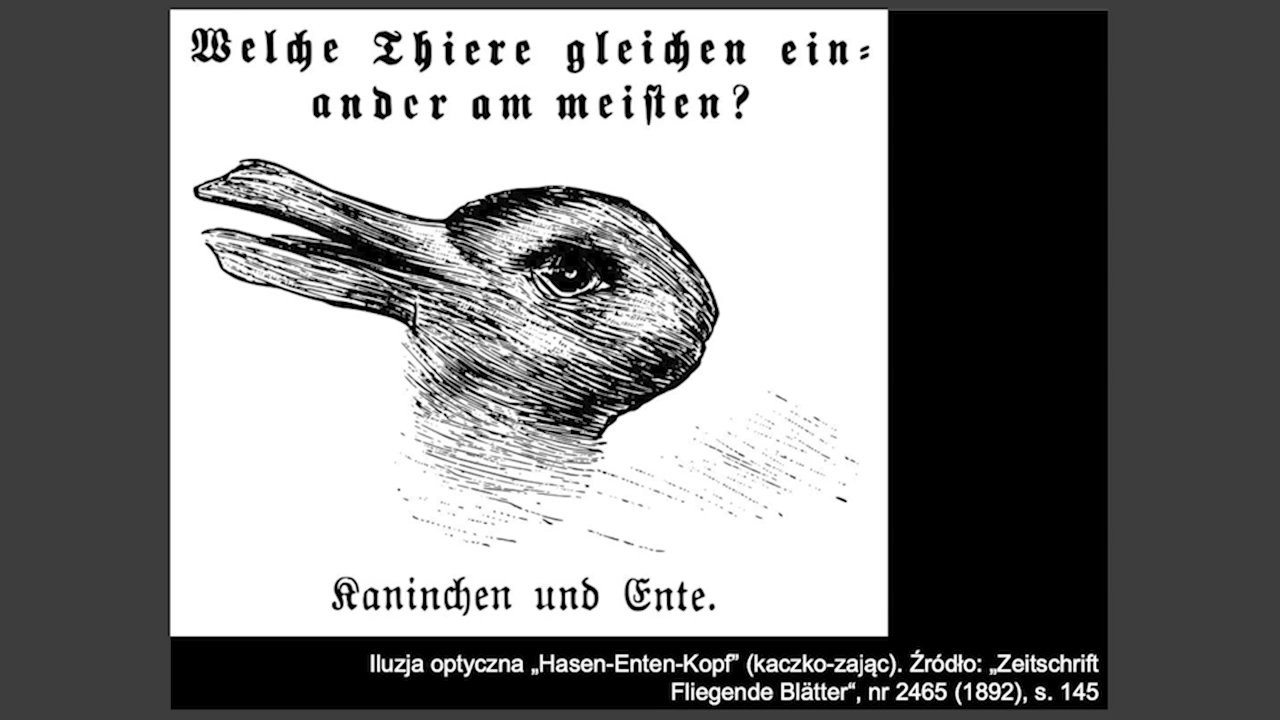 Welche Thiere gleichen ein-
ander am meisten?
Kaninchen und Ente.
Iluzja optyczna „Hasen-Enten-Kopf” (kaczko-zając). Źródło: „Zeitschrift
Fliegende Blätter“, nr 2465 (1892), s. 145